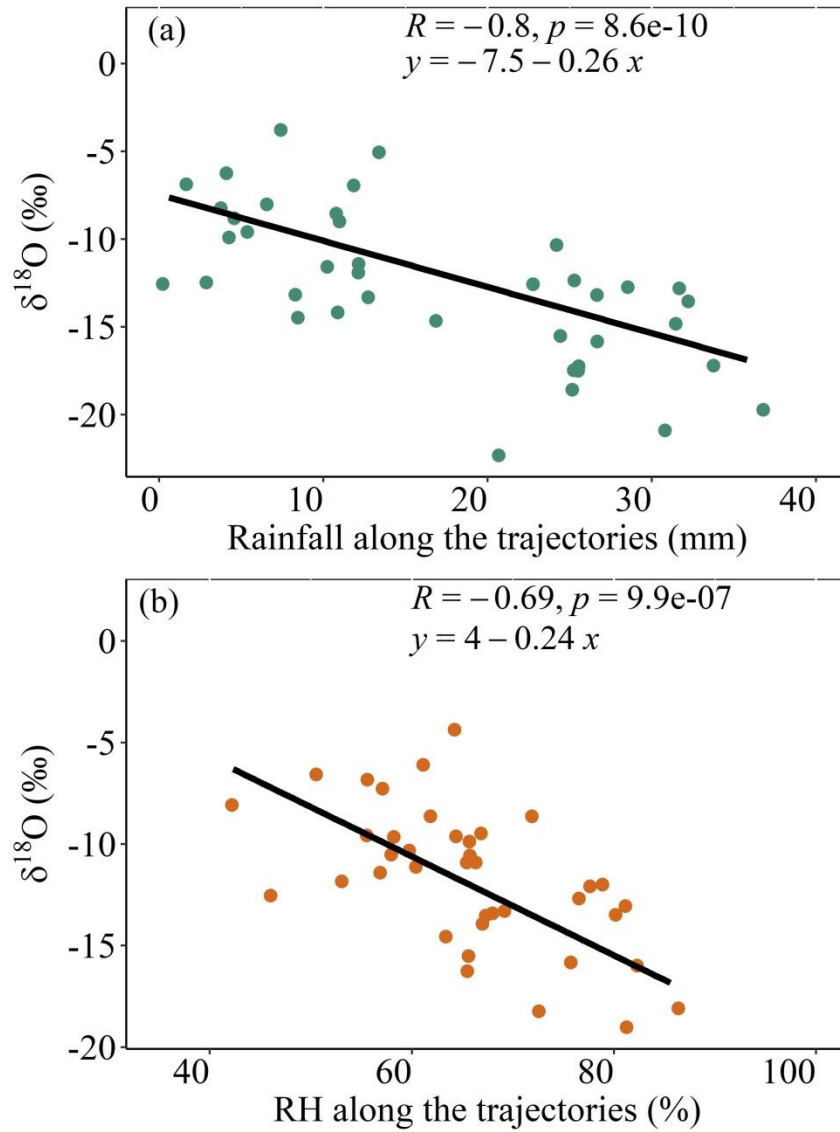 (a)
R = −0.8, p = 8.6e-10
y = −7.5 − 0.26 x
0
-5
-10
-15
-20
δ¹⁸O (‰)
0 10 20 30 40
Rainfall along the trajectories (mm)
(b)
R = −0.69, p = 9.9e-07
y = 4 − 0.24 x
0
-5
-10
-15
-20
δ¹⁸O (‰)
40 60 80 100
RH along the trajectories (%)